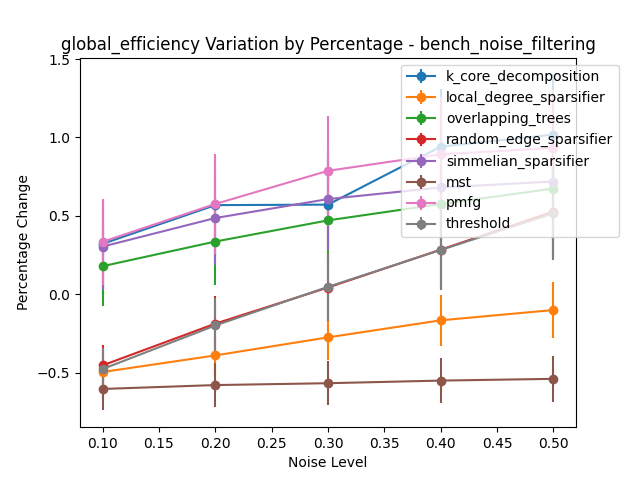 global_efficiency Variation by Percentage - bench_noise_filtering
1.5
1.0
0.5
0.0
−0.5
Percentage Change
k_core_decomposition
local_degree_sparsifier
overlapping_trees
random_edge_sparsifier
simmelian_sparsifier
mst
pmfg
threshold
0.10 0.15 0.20 0.25 0.30 0.35 0.40 0.45 0.50
Noise Level